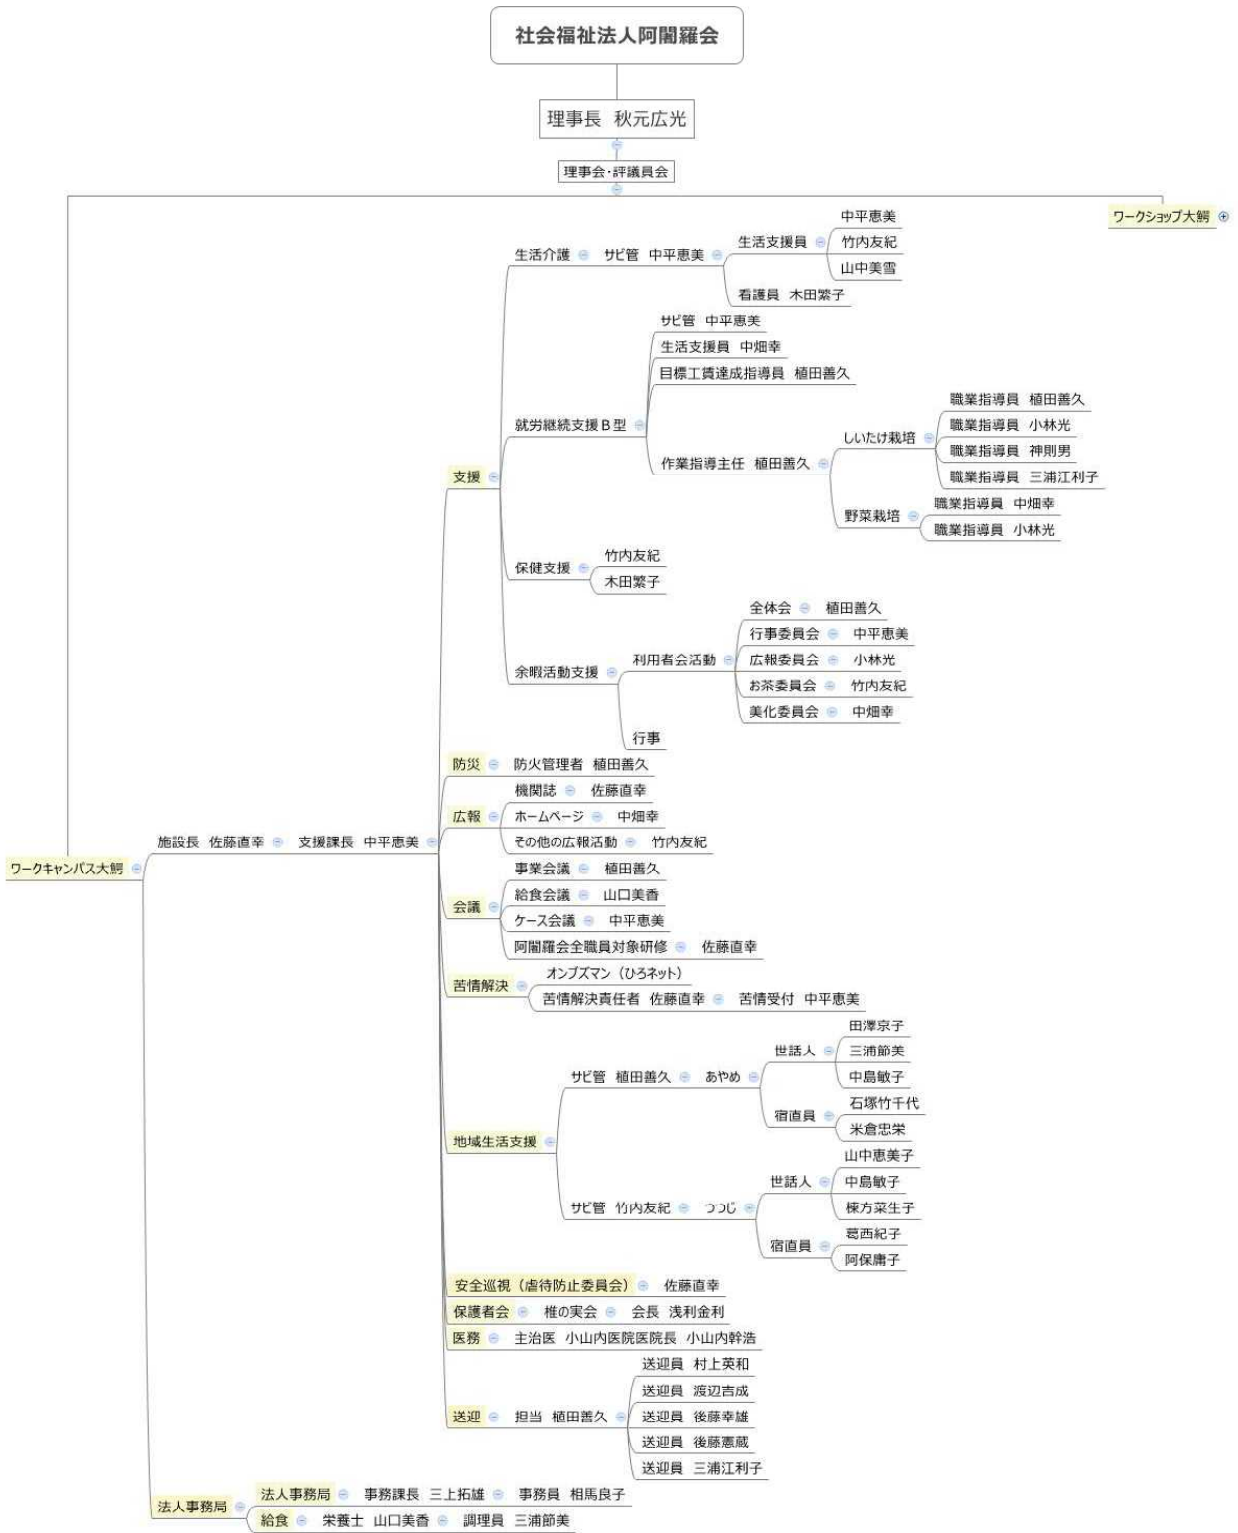 社会福祉法人阿闍羅会
理事長 秋元広光
理事会・評議員会
ワークショップ大鰐
ワークキャンパス大鰐
施設長 佐藤直幸 支援課長 中平恵美
支援
生活介護 サビ管 中平恵美
生活支援員
中平恵美
竹内友紀
山中美雪
看護員 木田繁子
就労継続支援B型
サビ管 中平恵美
生活支援員 中畑幸
目標工賃達成指導員 植田善久
作業指導主任 植田善久
しいたけ栽培
職業指導員 植田善久
職業指導員 小林光
職業指導員 神則男
職業指導員 三浦江利子
野菜栽培
職業指導員 中畑幸
職業指導員 小林光
保健支援
竹内友紀
木田繁子
余暇活動支援
利用者会活動
全体会 植田善久
行事委員会 中平恵美
広報委員会 小林光
お茶委員会 竹内友紀
美化委員会 中畑幸
行事
防災 防火管理者 植田善久
広報
機関誌 佐藤直幸
ホームページ 中畑幸
その他の広報活動 竹内友紀
会議
事業会議 植田善久
給食会議 山口美香
ケース会議 中平恵美
阿闍羅会全職員対象研修 佐藤直幸
苦情解決
オンブズマン（ひろネット）
苦情解決責任者 佐藤直幸 苦情受付 中平恵美
地域生活支援
サビ管 植田善久 あやめ
世話人
田澤京子
三浦節美
中島敏子
宿直員
石塚竹千代
米倉忠栄
サビ管 竹内友紀 つつじ
世話人
山中恵美子
中島敏子
棟方菜生子
宿直員
葛西紀子
阿保庸子
安全巡視（虐待防止委員会） 佐藤直幸
保護者会 椎の実会 会長 浅利金利
医務 主治医 小山内医院医院長 小山内幹浩
送迎 担当 植田善久
送迎員 村上英和
送迎員 渡辺吉成
送迎員 後藤幸雄
送迎員 後藤憲蔵
送迎員 三浦江利子
法人事務局
法人事務局 事務課長 三上拓雄 事務員 相馬良子
給食 栄養士 山口美香 調理員 三浦節美